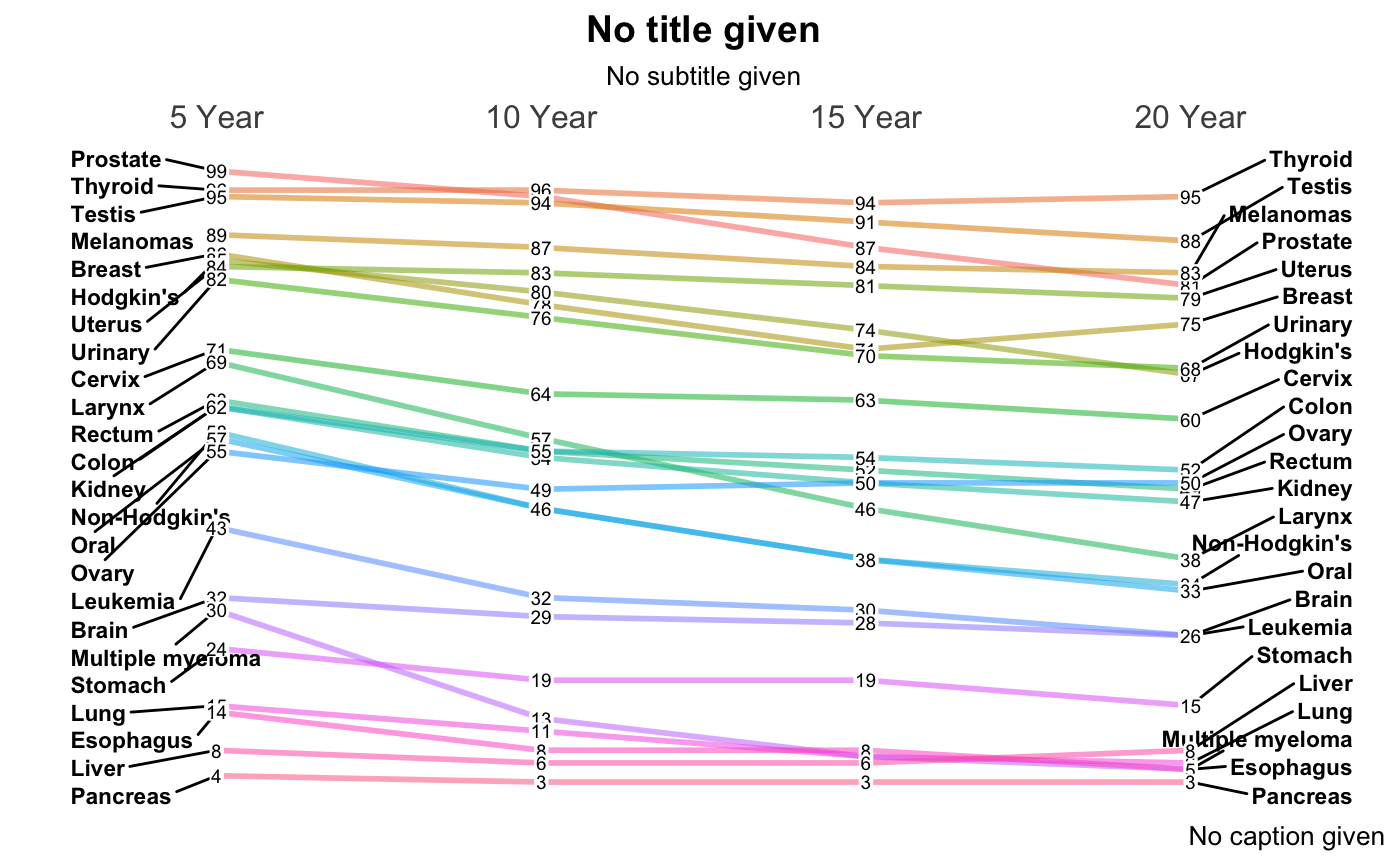 No title given
No subtitle given
5 Year 10 Year 15 Year 20 Year
Prostate 99 Thyroid
Thyroid 96 94 95 Testis
Testis 95 94 91 Melanomas
Melanomas 89 87 87 88 Prostate
Breast 84 83 84 83 Uterus
Hodgkin's 82 80 81 81 79 Breast
Uterus 78 76 74 75 Urinary
Urinary 71 70 68 Hodgkin's
Cervix 69 64 63 Cervix
Larynx 62 57 60 Colon
Rectum 57 55 54 52 Ovary
Colon 55 50 50 Rectum
Kidney 49 46 47 Kidney
Non-Hodgkin's 43 46 Larynx
Oral 38 38 Non-Hodgkin's
Ovary 33 Oral
Leukemia 32 32 30 Brain
Brain 30 29 28 26 Leukemia
Multiple myeloma 24 Stomach
Stomach 19 19 15 Liver
Lung 14 13 Lung
Esophagus 11 8 8 Multiple myeloma
Liver 8 8 6 6 5 Esophagus
Pancreas 4 3 3 3 Pancreas
No caption given